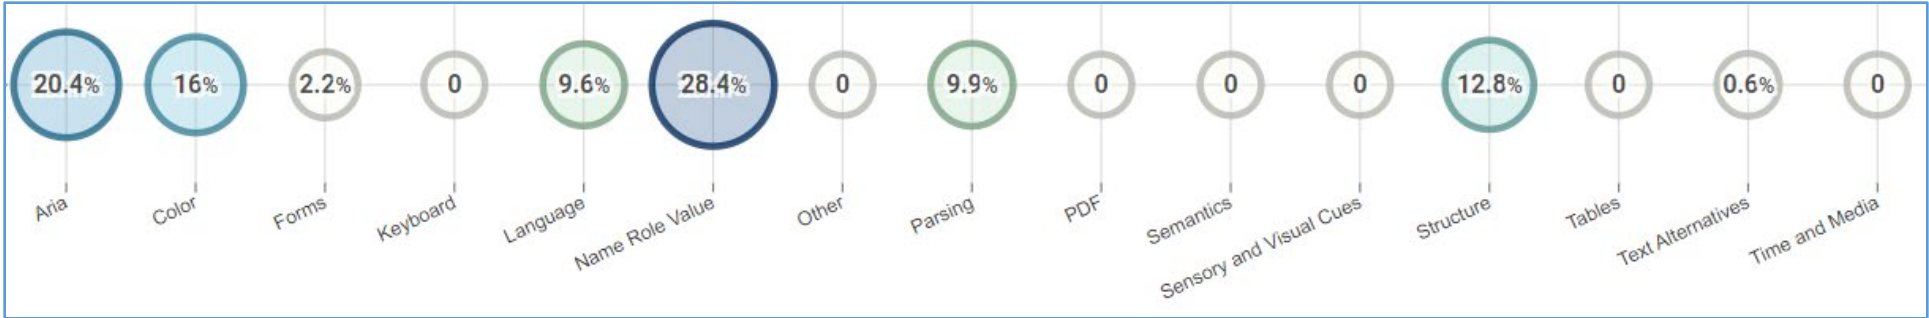 20.4% 16% 2.2% 0 9.6% 28.4% 0 9.9% 0 0 0 12.8% 0 0.6% 0
Aria Color Forms Keyboard Language Name Role Value Other Parsing PDF Semantics Sensory and Visual Cues Structure Tables Text Alternatives Time and Media